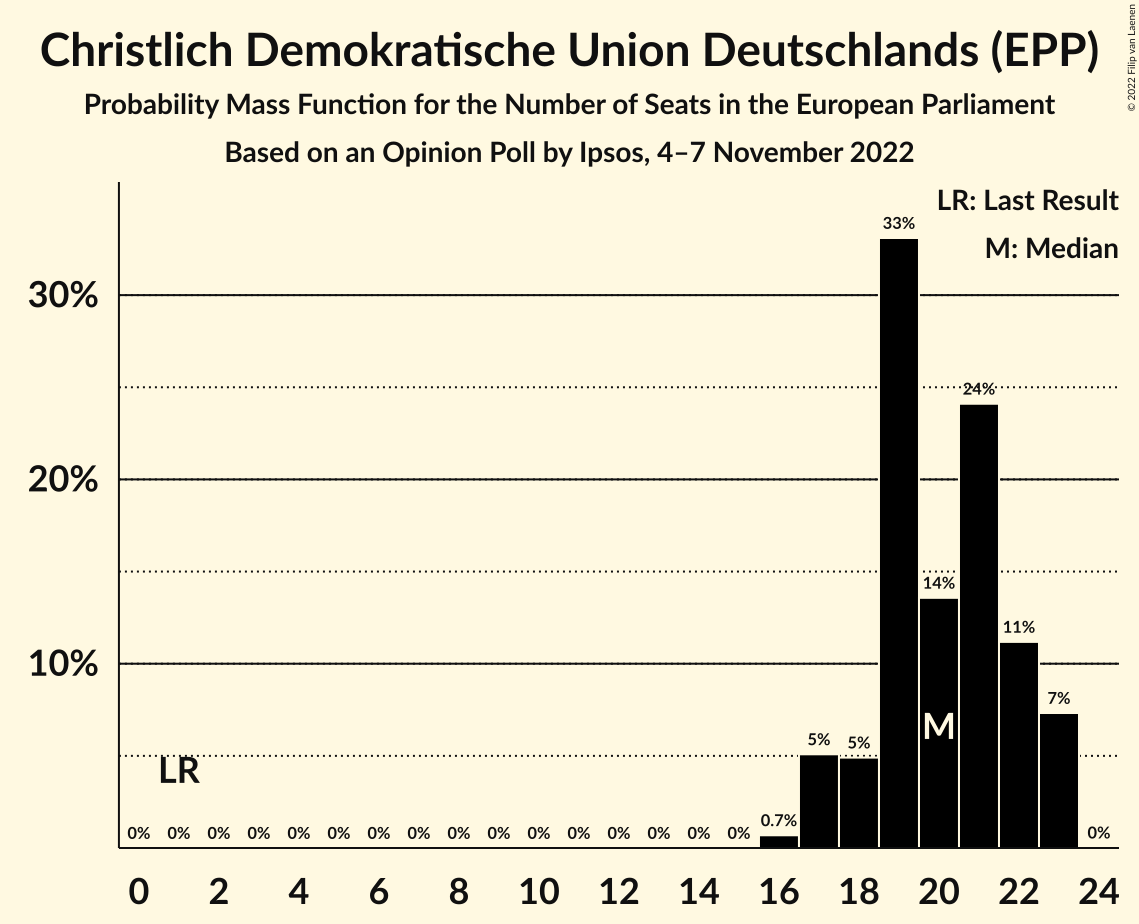 Christlich Demokratische Union Deutschlands (EPP)
Probability Mass Function for the Number of Seats in the European Parliament
Based on an Opinion Poll by Ipsos, 4–7 November 2022
© 2022 Filip van Laenen
LR: Last Result
M: Median
33%
30%
24%
20%
14%
11%
10%
7%
M
5% 5%
LR
0% 0% 0% 0% 0% 0% 0% 0% 0% 0% 0% 0% 0% 0% 0% 0% 0.7% 0%
0 2 4 6 8 10 12 14 16 18 20 22 24